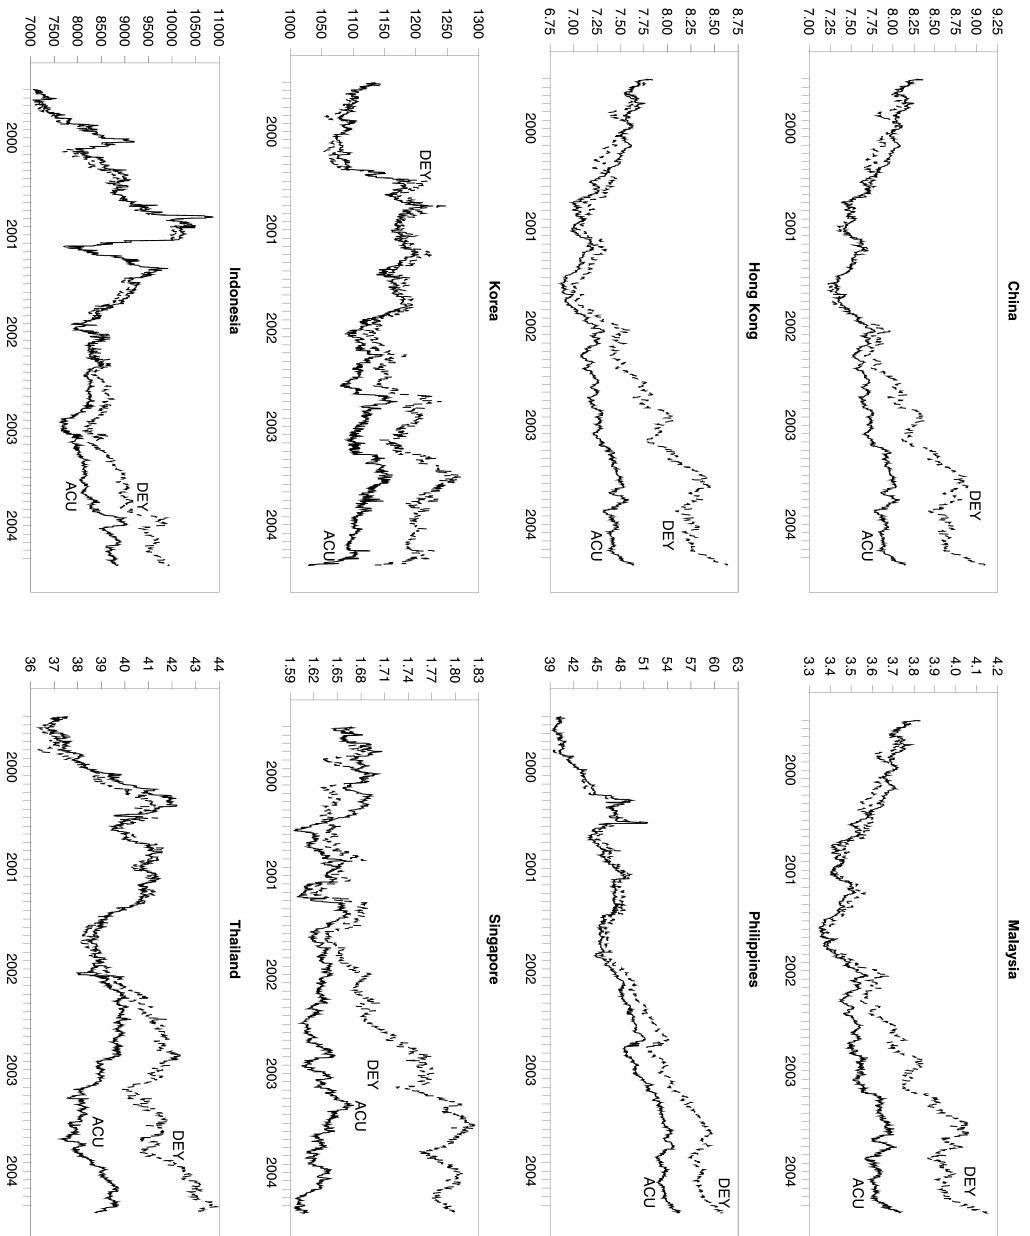 China
9.25
9.00
8.75
8.50
8.25
8.00
7.75
7.50
7.25
7.00
DEY
ACU
2000 2001 2002 2003 2004
Malaysia
4.2
4.1
4.0
3.9
3.8
3.7
3.6
3.5
3.4
3.3
DEY
ACU
2000 2001 2002 2003 2004
Hong Kong
8.75
8.50
8.25
8.00
7.75
7.50
7.25
7.00
6.75
DEY
ACU
2000 2001 2002 2003 2004
Philippines
63
60
57
54
51
48
45
42
39
DEY
ACU
2000 2001 2002 2003 2004
Korea
1300
1250
1200
1150
1100
1050
1000
DEY
ACU
2000 2001 2002 2003 2004
Singapore
1.83
1.80
1.77
1.74
1.71
1.68
1.65
1.62
1.59
DEY
ACU
2000 2001 2002 2003 2004
Indonesia
11000
10500
10000
9500
9000
8500
8000
7500
7000
DEY
ACU
2000 2001 2002 2003 2004
Thailand
44
43
42
41
40
39
38
37
36
DEY
ACU
2000 2001 2002 2003 2004